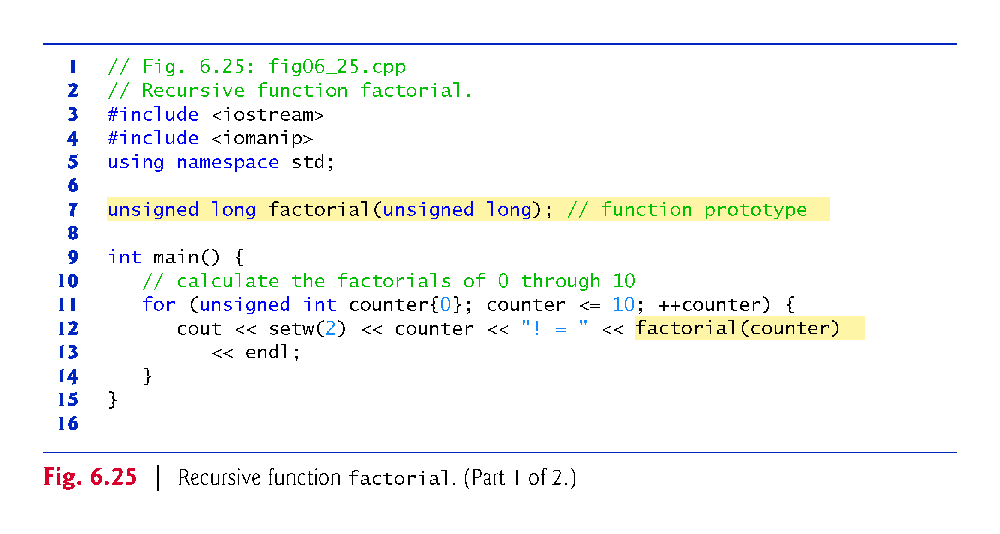 1 // Fig. 6.25: fig06_25.cpp
2 // Recursive function factorial.
3 #include <iostream>
4 #include <iomanip>
5 using namespace std;
6
7 unsigned long factorial(unsigned long); // function prototype
8
9 int main() {
10    // calculate the factorials of 0 through 10
11    for (unsigned int counter{0}; counter <= 10; ++counter) {
12       cout << setw(2) << counter << "! = " << factorial(counter)
13          << endl;
14    }
15 }
16
Fig. 6.25 | Recursive function factorial. (Part 1 of 2.)